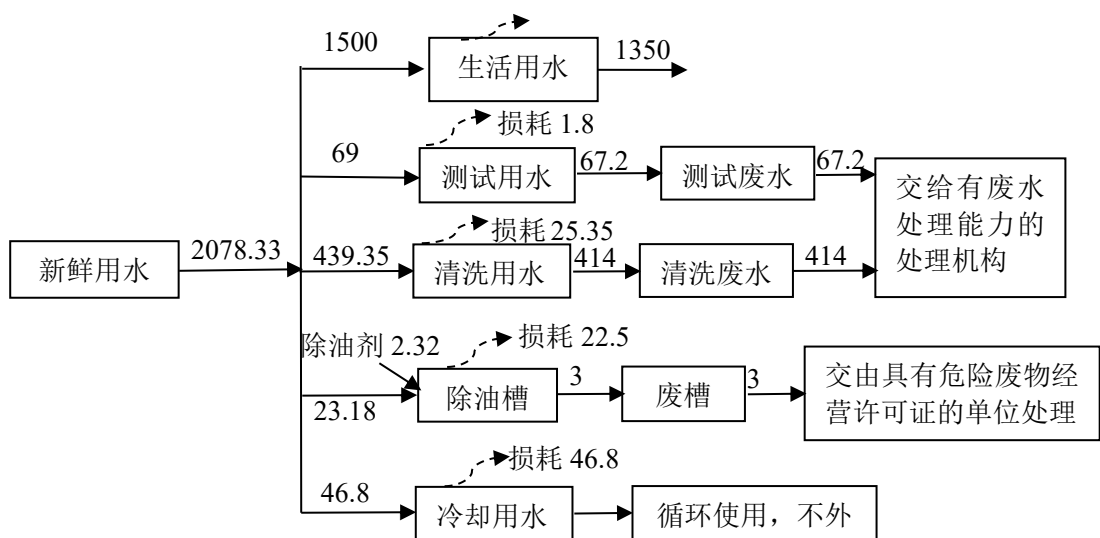 1500
生活用水
1350
损耗 1.8
69
测试用水
67.2
测试废水
67.2
交给有废水
处理能力的
处理机构
新鲜用水
2078.33
损耗 25.35
439.35
清洗用水
414
清洗废水
414
除油剂 2.32
损耗 22.5
23.18
除油槽
3
废槽
3
交由具有危险废物经
营许可证的单位处理
损耗 46.8
46.8
冷却用水
循环使用，不外